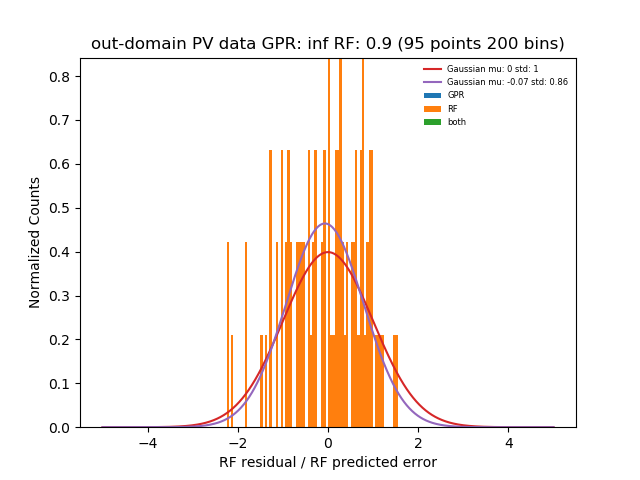 out-domain PV data GPR: inf RF: 0.9 (95 points 200 bins)
Gaussian mu: 0 std: 1
Gaussian mu: -0.07 std: 0.86
GPR
RF
both
Normalized Counts
0.8
0.7
0.6
0.5
0.4
0.3
0.2
0.1
0.0
−4 −2 0 2 4
RF residual / RF predicted error